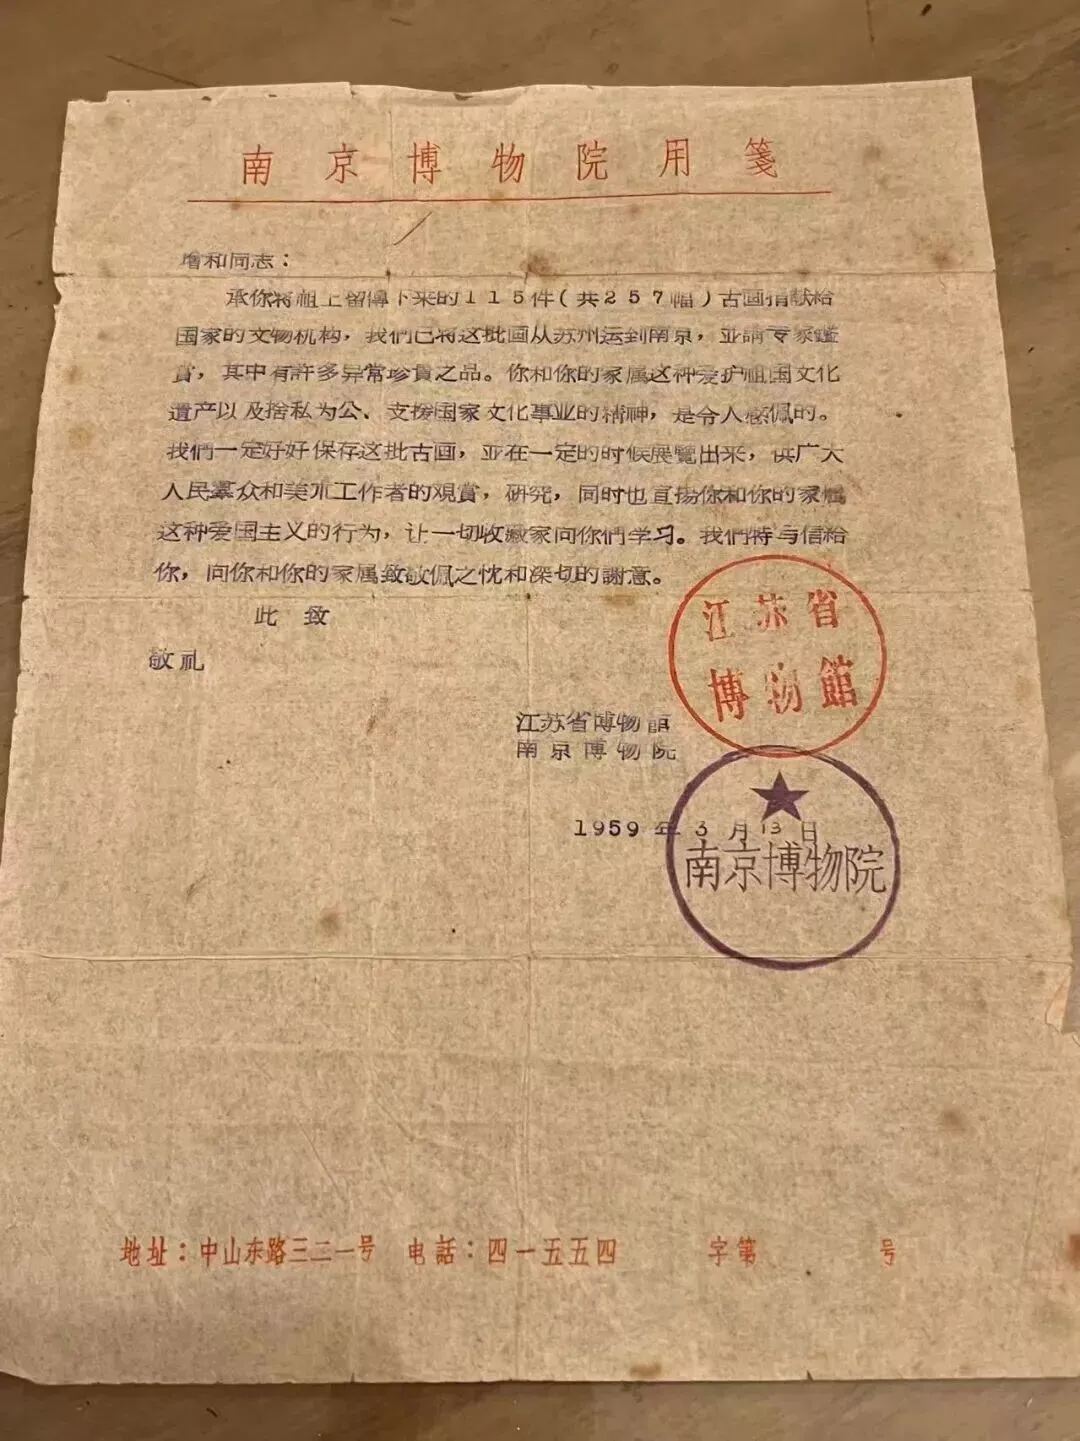 南京博物院用箋
增和同志：
承你将祖上留傳下来的115件(共257幅)古画捐献给
国家的文物机构，我們已将这批画从苏州运到南京，並請专家鑑
賞，其中有許多异常珍貴之品。你和你的家属这种爱护祖国文化
遺产以及捨私为公、支援国家文化事业的精神，是令人感佩的。
我們一定好好保存这批古画，並在一定的时候展覽出来，供广大
人民羣众和美朮工作者的观賞，研究，同时也宣扬你和你的家属
这种爱国主义的行为，让一切收藏家向你們学习。我們特与信給
你，向你和你的家属致敬佩之忱和深切的謝意。
此致
敬礼
江苏省
博物館
江苏省博物館
南京博物院
1959年3月13日
南京博物院
地址：中山东路三二一号 电話：四一五五四 字第 号